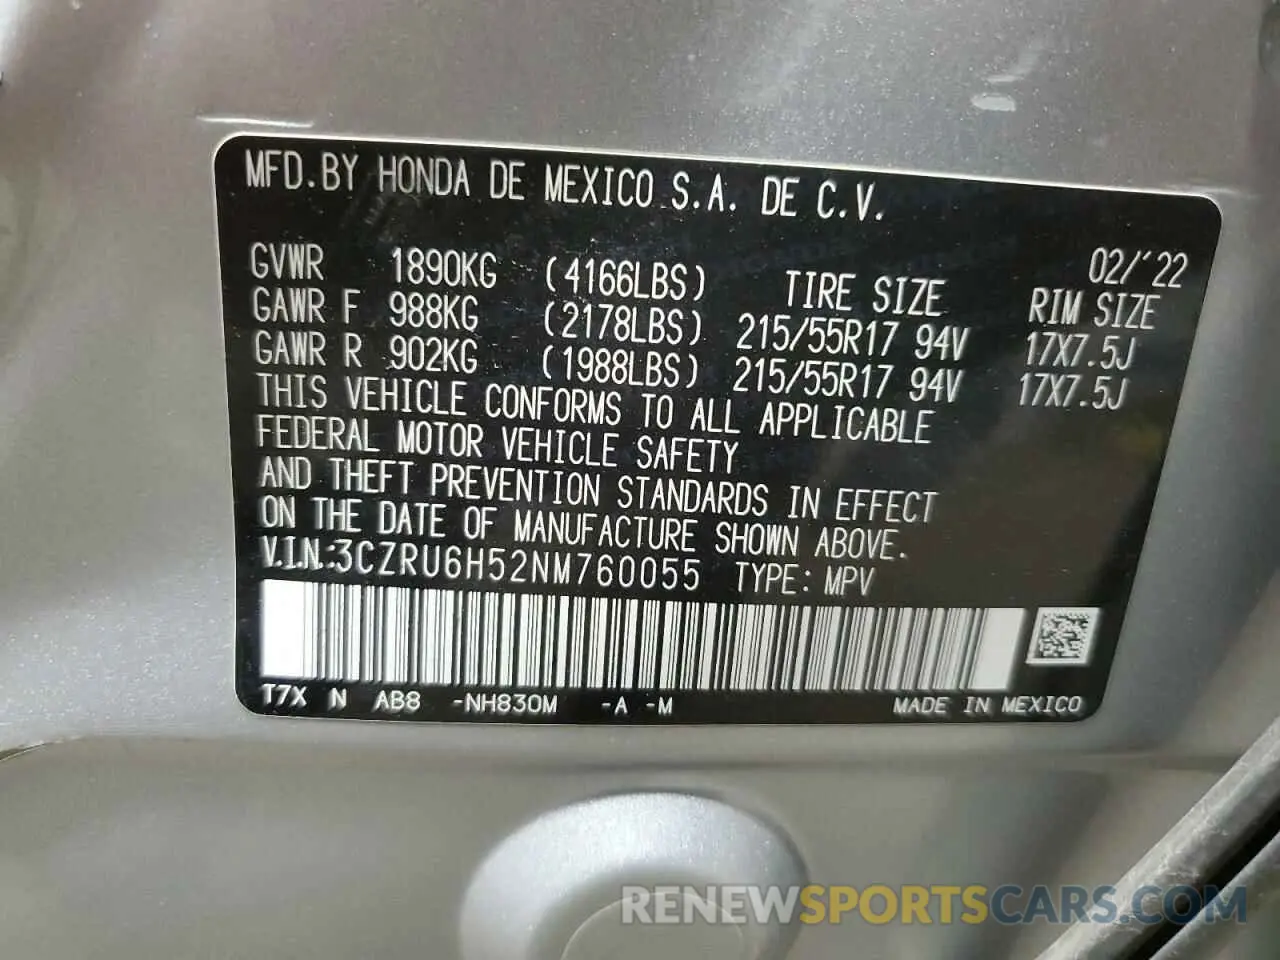 MFD.BY HONDA DE MEXICO S.A. DE C.V.
02/'22
GVWR 1890KG (4166LBS) TIRE SIZE RIM SIZE
GAWR F 988KG (2178LBS) 215/55R17 94V 17X7.5J
GAWR R 902KG (1988LBS) 215/55R17 94V 17X7.5J
THIS VEHICLE CONFORMS TO ALL APPLICABLE
FEDERAL MOTOR VEHICLE SAFETY
AND THEFT PREVENTION STANDARDS IN EFFECT
ON THE DATE OF MANUFACTURE SHOWN ABOVE.
V.I.N.:3CZRU6H52NM760055 TYPE: MPV
T7X N AB8 -NH830M -A -M MADE IN MEXICO
RENEWSPORTSCARS.COM